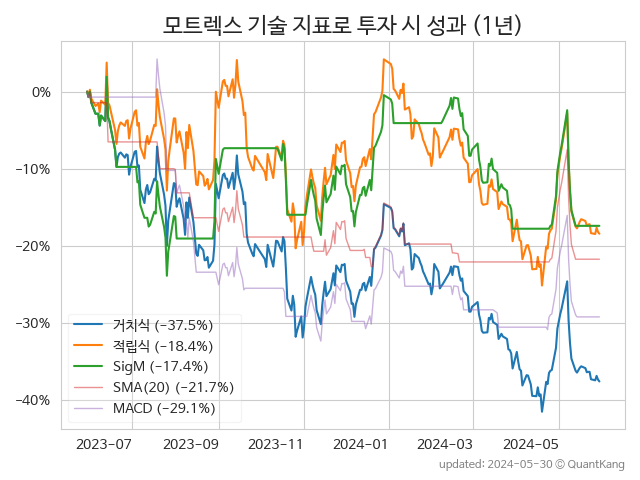 모트렉스 기술 지표로 투자 시 성과 (1년)
0%
−10%
−20%
−30%
−40%
거치식 (−37.5%)
적립식 (−18.4%)
SigM (−17.4%)
SMA(20) (−21.7%)
MACD (−29.1%)
2023−07 2023−09 2023−11 2024−01 2024−03 2024−05
updated: 2024-05-30 © QuantKang